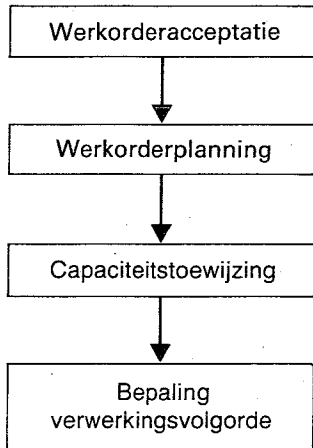 Werkorderacceptatie
Werkorderplanning
Capaciteitstoewijzing
Bepaling
verwerkingsvolgorde